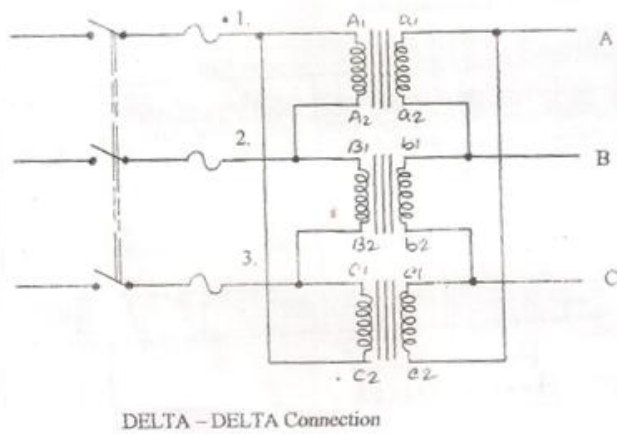 1.
A1 a1 A
A2 a2
2.
B1 b1 B
B2 b2
3.
C1 C1 C
C2 C2
DELTA – DELTA Connection